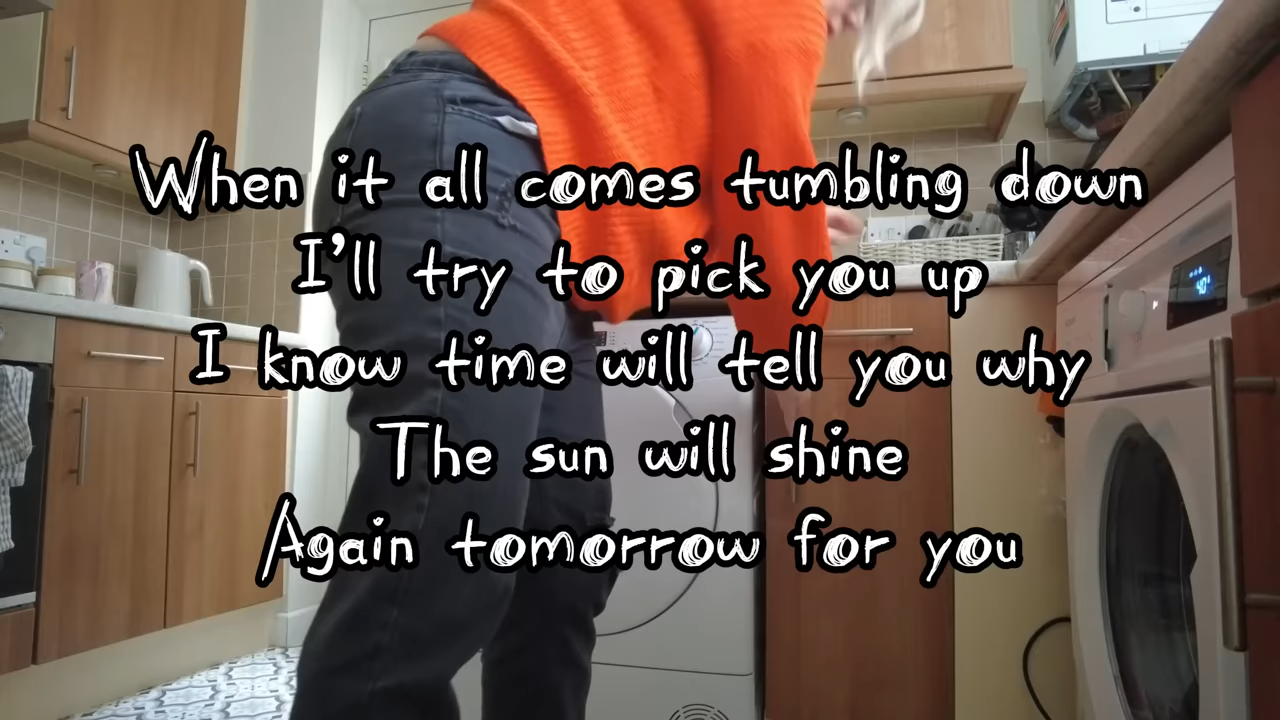 When it all comes tumbling down
I'll try to pick you up
I know time will tell you why
The sun will shine
Again tomorrow for you
40°